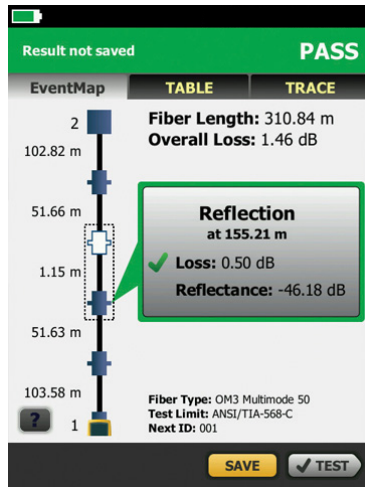 Result not saved
PASS
EventMap
TABLE
TRACE
2
102.82 m
51.66 m
1.15 m
51.63 m
103.58 m
?
1
Fiber Length: 310.84 m
Overall Loss: 1.46 dB
Reflection
at 155.21 m
Loss: 0.50 dB
Reflectance: -46.18 dB
Fiber Type: OM3 Multimode 50
Test Limit: ANSI/TIA-568-C
Next ID: 001
SAVE
TEST